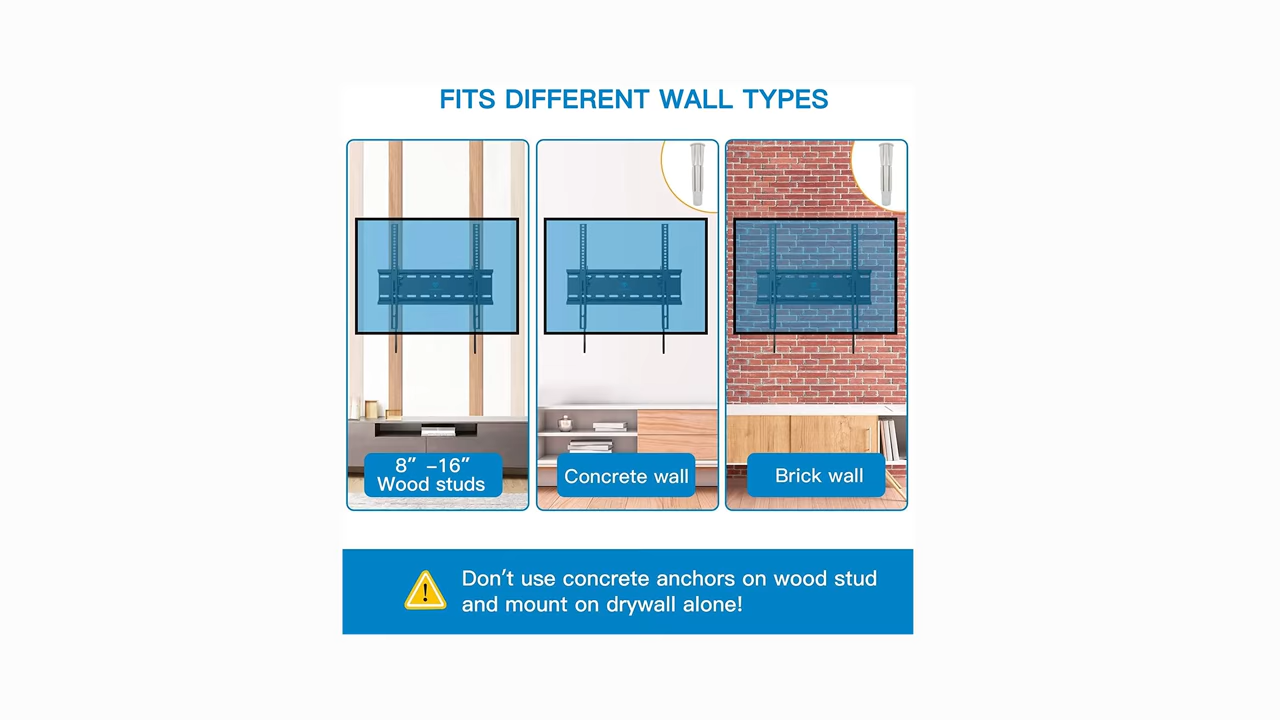 FITS DIFFERENT WALL TYPES
8” –16”
Wood studs
Concrete wall
Brick wall
Don’t use concrete anchors on wood stud
and mount on drywall alone!